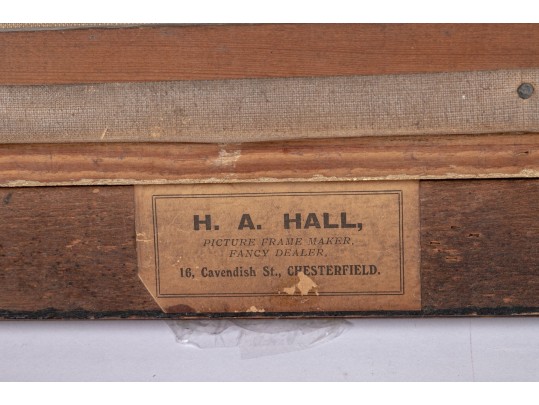 H. A. HALL,
PICTURE FRAME MAKER,
FANCY DEALER,
16, Cavendish St., CHESTERFIELD.